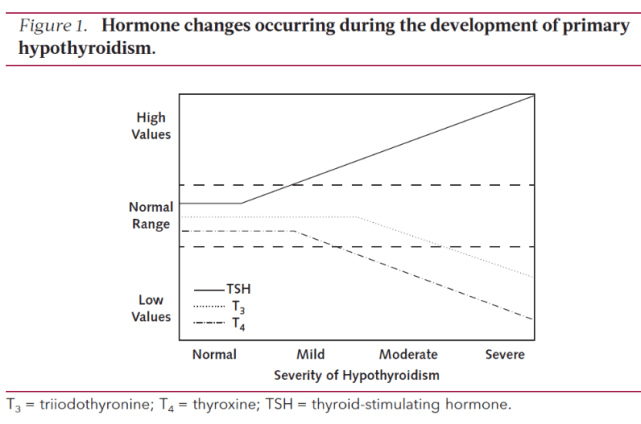 Figure 1. Hormone changes occurring during the development of primary
hypothyroidism.
High
Values
Normal
Range
Low
Values
TSH
T₃
T₄
Normal Mild Moderate Severe
Severity of Hypothyroidism
T₃ = triiodothyronine; T₄ = thyroxine; TSH = thyroid-stimulating hormone.